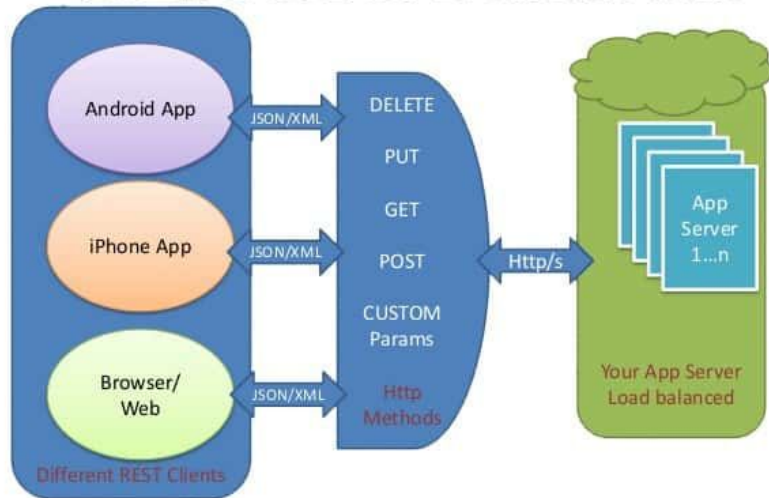 Android App
iPhone App
Browser/
Web
Different REST Clients
JSON/XML
JSON/XML
JSON/XML
DELETE
PUT
GET
POST
CUSTOM
Params
Http
Methods
Http/s
App
Server
1...n
Your App Server
Load balanced